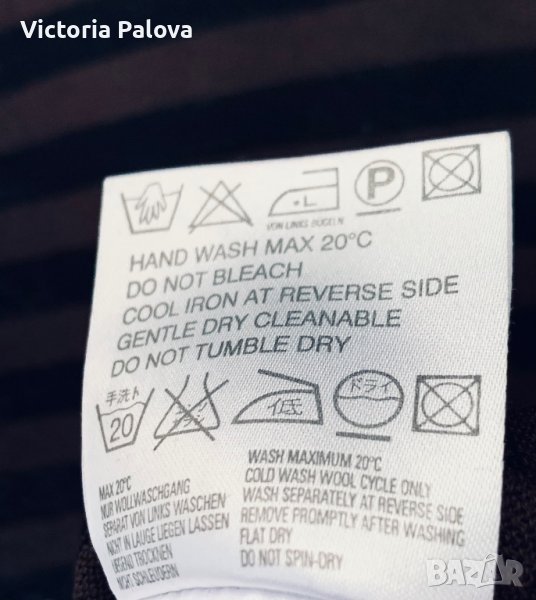 Victoria Palova
L
P
VON LINKS BÜGELN
HAND WASH MAX 20°C
DO NOT BLEACH
COOL IRON AT REVERSE SIDE
GENTLE DRY CLEANABLE
DO NOT TUMBLE DRY
手洗ト
20
低
ドライ
MAX 20°C
NUR WOLLWASCHGANG
SEPARAT VON LINKS WASCHEN
NICHT IN LAUGE LIEGEN LASSEN
LIEGEND TROCKNEN
NICHT SCHLEUDERN
WASH MAXIMUM 20°C
COLD WASH WOOL CYCLE ONLY
WASH SEPARATELY AT REVERSE SIDE
REMOVE PROMPTLY AFTER WASHING
FLAT DRY
DO NOT SPIN-DRY
BAZAR